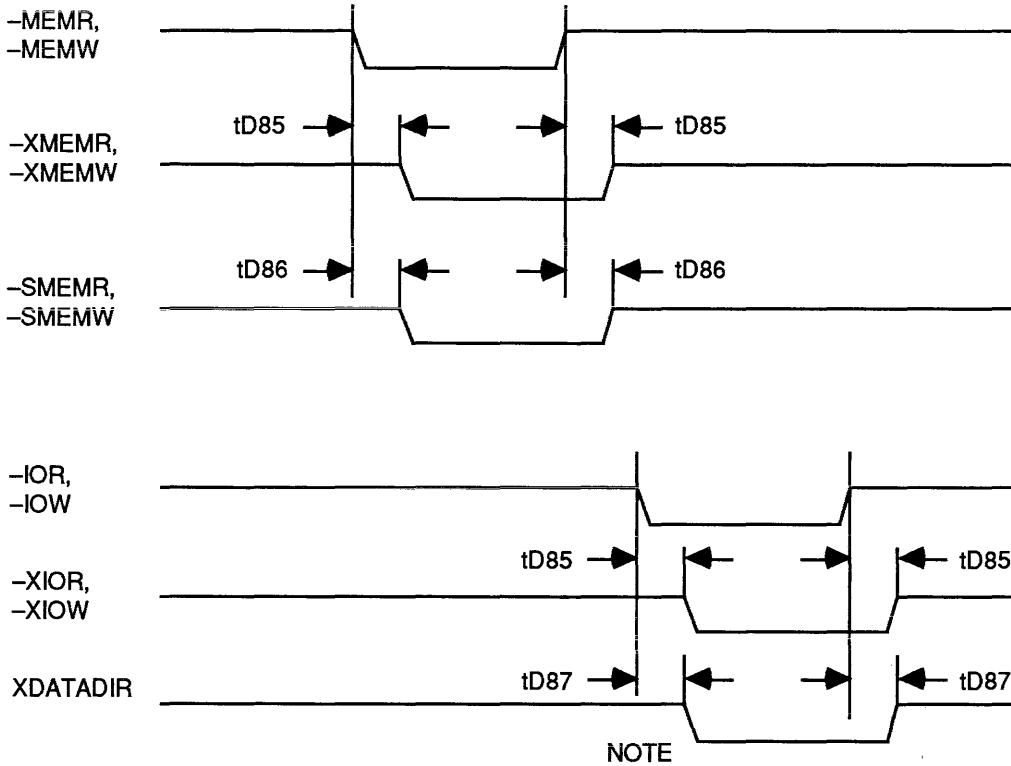 –MEMR,
–MEMW
tD85 tD85
–XMEMR,
–XMEMW
tD86 tD86
–SMEMR,
–SMEMW
–IOR,
–IOW
tD85 tD85
–XIOR,
–XIOW
XDATADIR tD87 tD87
NOTE